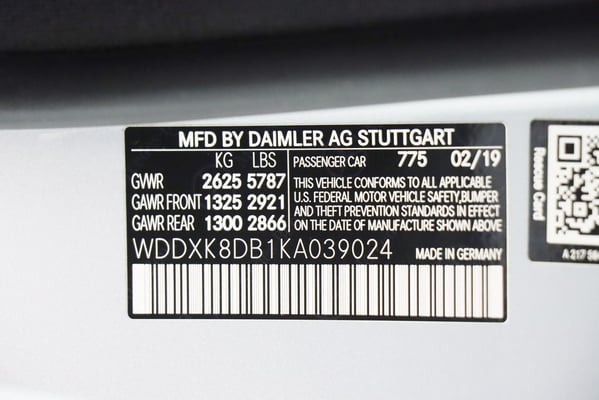 MFD BY DAIMLER AG STUTTGART
KG LBS
GVWR 2625 5787
GAWR FRONT 1325 2921
GAWR REAR 1300 2866
PASSENGER CAR 775 02/19
THIS VEHICLE CONFORMS TO ALL APPLICABLE
U.S. FEDERAL MOTOR VEHICLE SAFETY,BUMPER
AND THEFT PREVENTION STANDARDS IN EFFECT
ON THE DATE OF MANUFACTURE SHOWN ABOVE
WDDXK8DB1KA039024 MADE IN GERMANY
Rescue Card
A 217 584